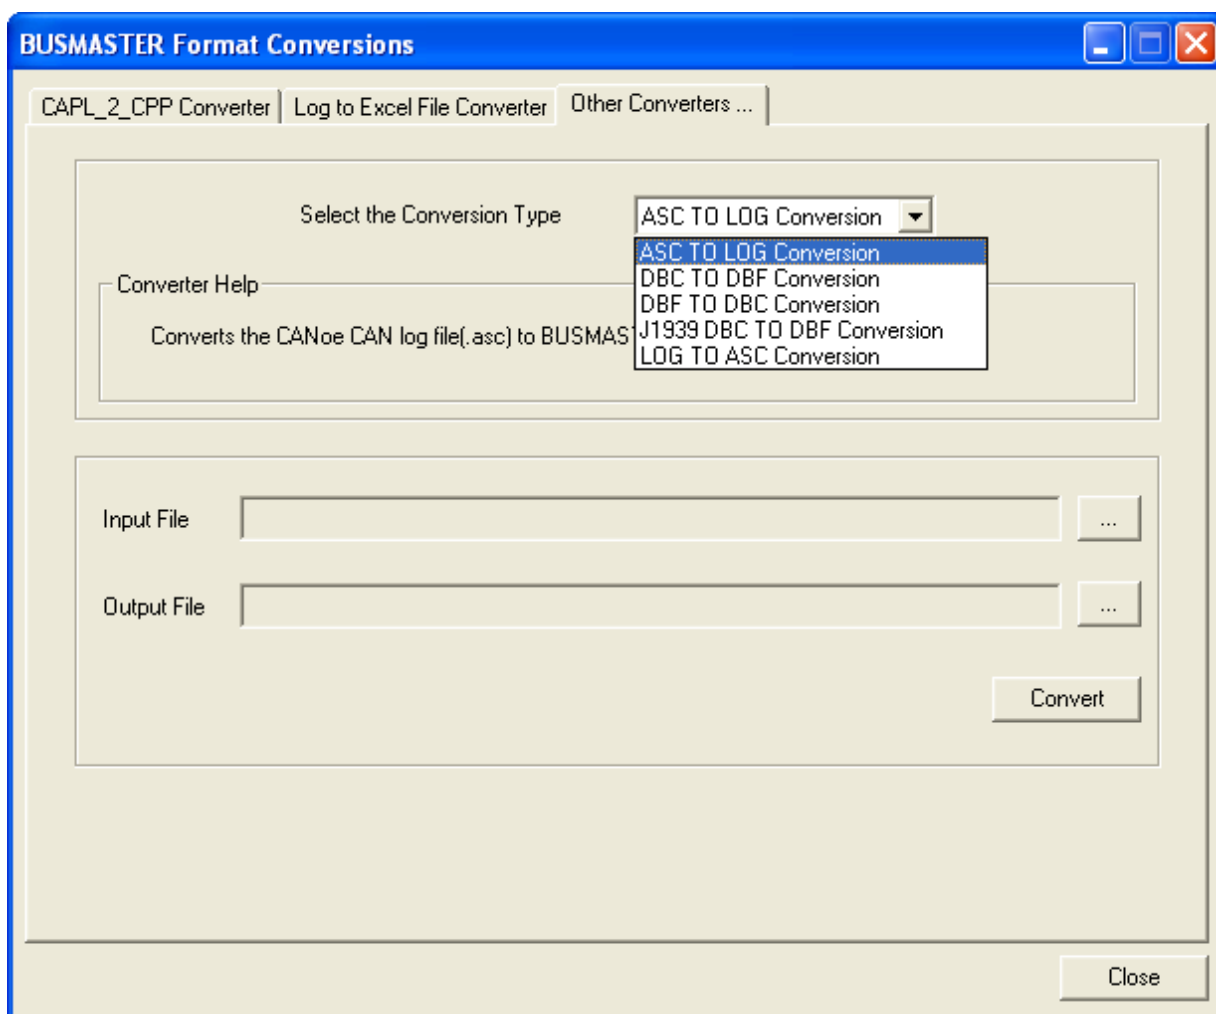 BUSMASTER Format Conversions
CAPL_2_CPP Converter
Log to Excel File Converter
Other Converters ...
Select the Conversion Type
ASC TO LOG Conversion
ASC TO LOG Conversion
DBC TO DBF Conversion
DBF TO DBC Conversion
J1939 DBC TO DBF Conversion
LOG TO ASC Conversion
Converter Help
Converts the CANoe CAN log file(.asc) to BUSMAS
Input File
...
Output File
...
Convert
Close